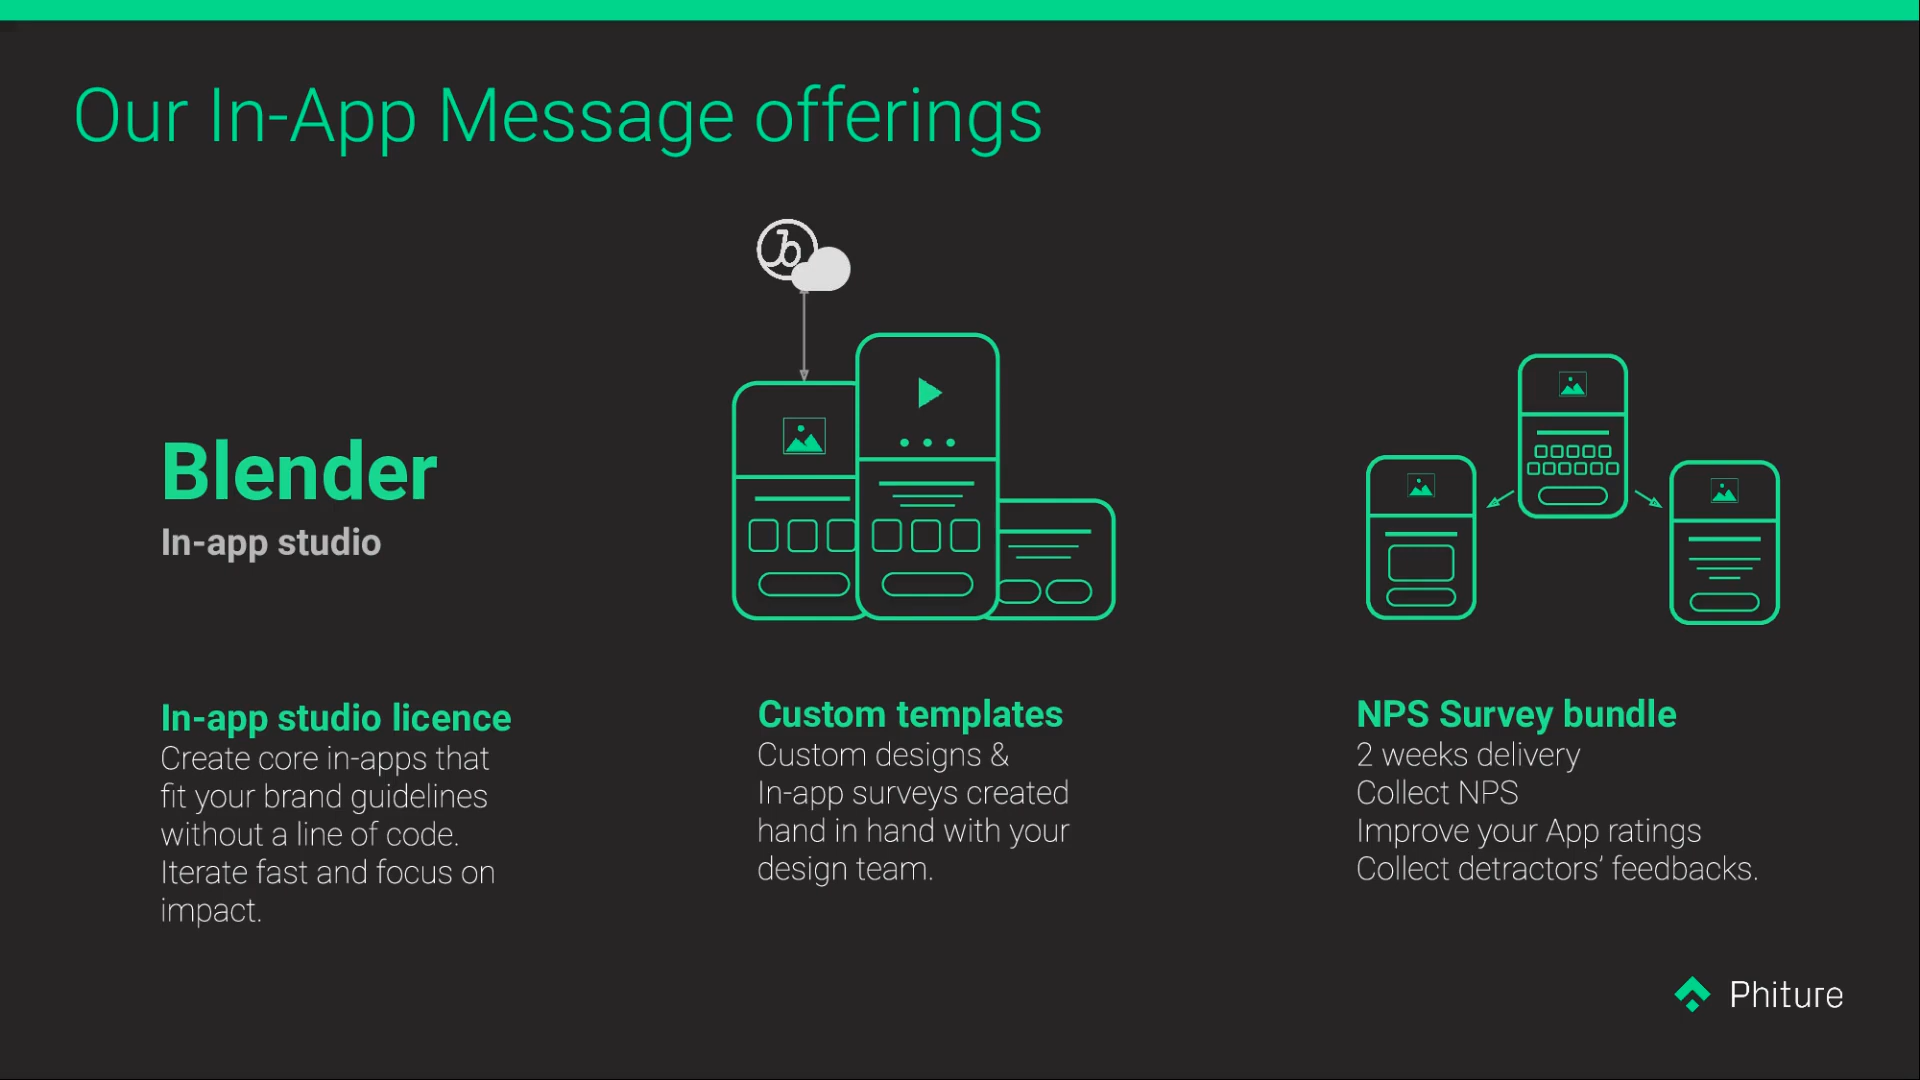 Our In-App Message offerings
Blender
In-app studio
In-app studio licence
Create core in-apps that
fit your brand guidelines
without a line of code.
Iterate fast and focus on
impact.
Custom templates
Custom designs &
In-app surveys created
hand in hand with your
design team.
NPS Survey bundle
2 weeks delivery
Collect NPS
Improve your App ratings
Collect detractors’ feedbacks.
Phiture